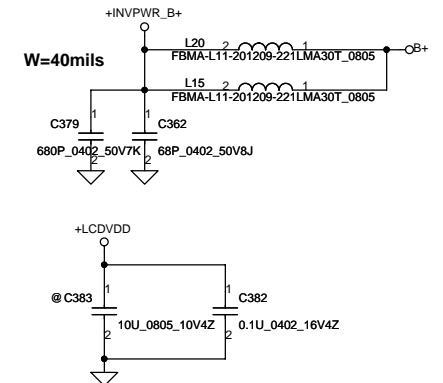 +INVPWR_B+
L20
2 1
B+
FBMA-L11-201209-221LMA30T_0805
W=40mils
L15
2 1
FBMA-L11-201209-221LMA30T_0805
1 1
C379 C362
680P_0402_50V7K 68P_0402_50V8J
2 2
+LCDVDD
1 1
@C383 C382
10U_0805_10V4Z 0.1U_0402_16V4Z
2 2